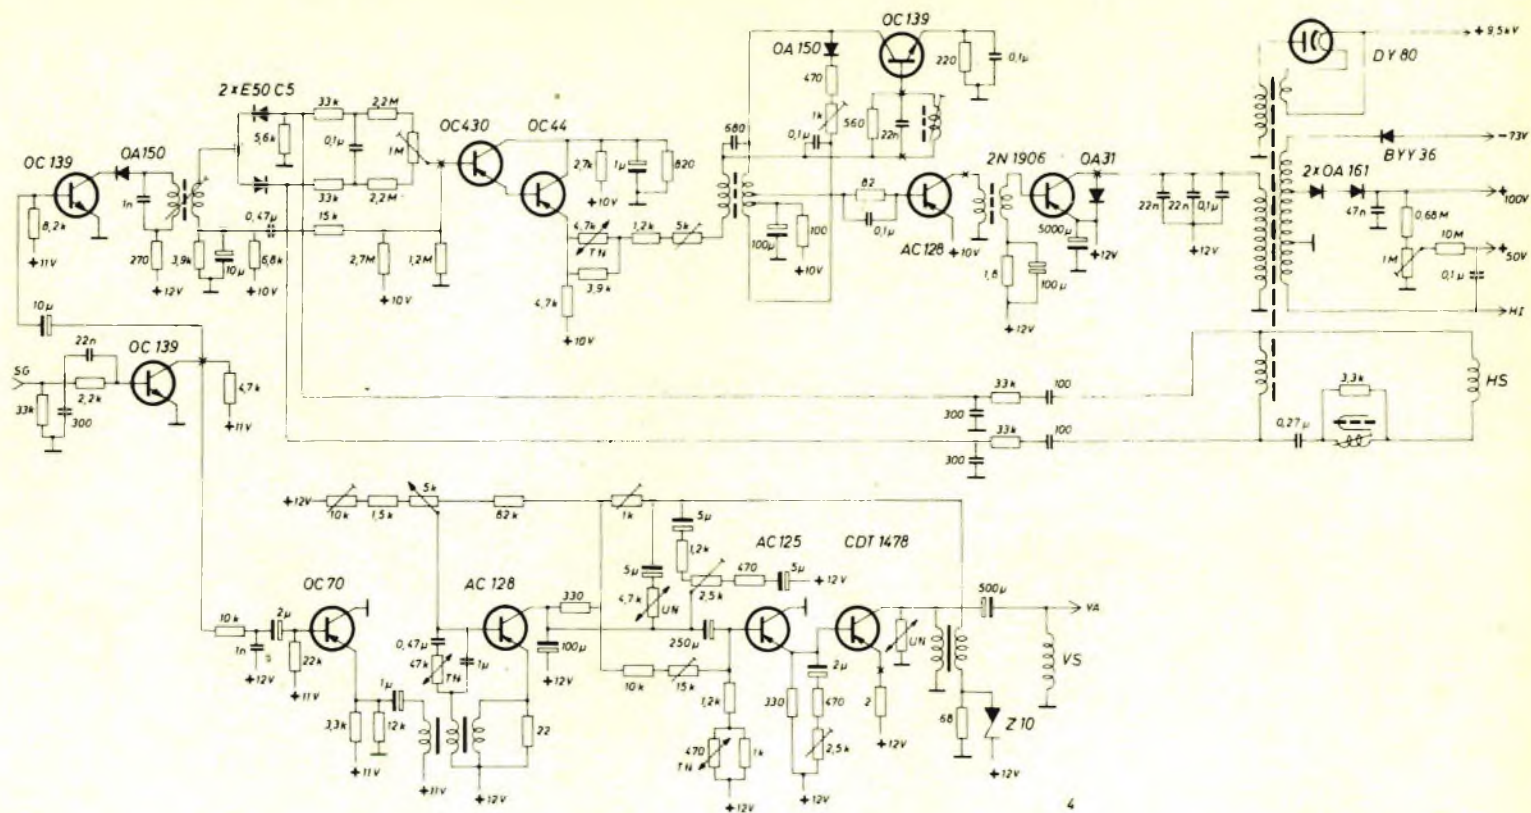 OC 139
OA 150
0,1µ
220
470
1k
DY 80
+ 9,5kV
2 x E50 C5
33k
2,2M
5,6k
0,1µ
1M
OC430
OC44
680
0,1µ
560
22n
-73V
BYY 36
OC 139
OA150
2,7k
1µ
820
2N 1906
OA31
2 x OA 161
1n
33k
2,2M
+10V
82
+100V
8,2k
0,47µ
15k
4,7k
TN
1,2k
5k
100µ
100
0,1µ
AC 128
+10V
5000µ
+12V
22n
22n
0,1µ
47n
0,68M
10M
+50V
+11V
270
3,9k
10µ
6,8k
2,7M
1,2M
3,9k
+10V
1,8
100µ
+12V
1M
0,1µ
+12V
+10V
+10V
4,7k
+12V
HI
10µ
+10V
22n
OC 139
SG
2,2k
4,7k
33k
300
+11V
33k
100
3,3k
HS
300
33k
100
0,27µ
300
+12V
10k
1,5k
5k
82k
1k
5µ
AC 125
CDT 1478
1,2k
5µ
470
5µ
+12V
OC 70
AC 128
330
4,7k
UN
2,5k
500µ
VA
10k
2µ
250µ
UN
1n
22k
0,47µ
1µ
100µ
2µ
VS
+12V
47k
TN
+12V
10k
15k
+11V
1µ
1,2k
330
470
2
68
Z 10
3,3k
12k
22
470
TN
1k
2,5k
+12V
+12V
+11V
+11V
+12V
+12V
+12V
4